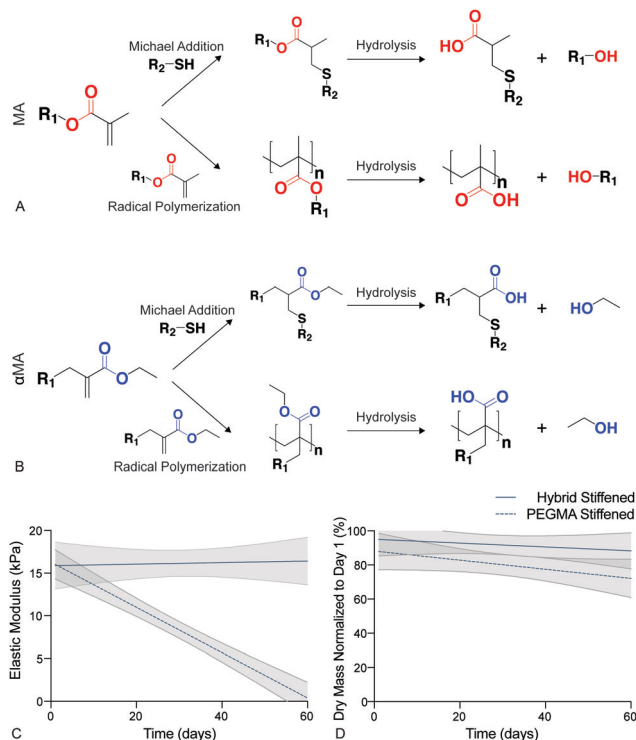 MA
R₁
O
O
Michael Addition
R₂–SH
R₁
O
O
S
R₂
Hydrolysis
HO
O
S
R₂
+
R₁–OH
R₁
O
O
Radical Polymerization
n
O
O
R₁
Hydrolysis
n
O
OH
+
HO–R₁
A
αMA
R₁
O
O
Michael Addition
R₂–SH
R₁
O
O
S
R₂
Hydrolysis
R₁
O
OH
S
R₂
+
HO
R₁
O
O
Radical Polymerization
O
O
n
R₁
Hydrolysis
HO
O
n
R₁
+
OH
B
Hybrid Stiffened
PEGMA Stiffened
Elastic Modulus (kPa)
20
15
10
5
0
0 20 40 60
Time (days)
C
Dry Mass Normalized to Day 1 (%)
100
80
60
40
20
0
0 20 40 60
Time (days)
D